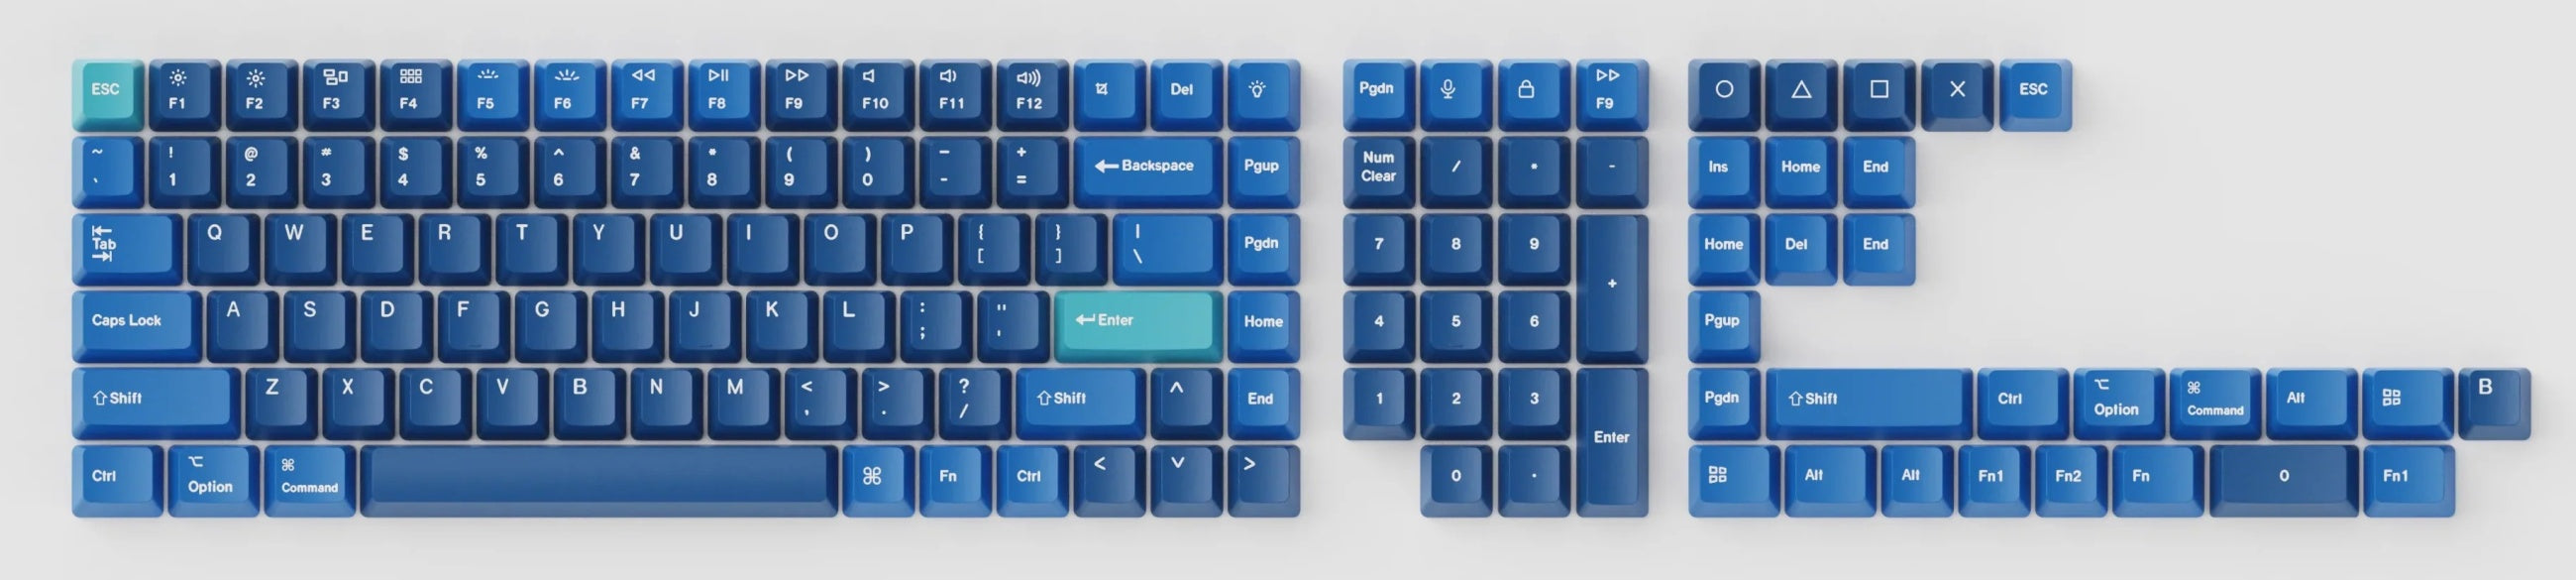 ESC F1 F2 F3 F4 F5 F6 F7 F8 F9 F10 F11 F12 Del Pgdn F9 ESC
~ ` ! 1 @ 2 # 3 $ 4 % 5 ^ 6 & 7 * 8 ( 9 ) 0 – - + = ← Backspace Pgup Num Clear / * - Ins Home End
Tab Q W E R T Y U I O P { [ } ] | \ Pgdn 7 8 9 + Home Del End
Caps Lock A S D F G H J K L : ; " ' Enter Home 4 5 6 Pgup
Shift Z X C V B N M < , > . ? / Shift ^ End 1 2 3 Enter Pgdn Shift Ctrl Option ⌘ Command Alt B
Ctrl Option ⌘ Command ⌘ Fn Ctrl < v > 0 . Alt Alt Fn1 Fn2 Fn 0 Fn1